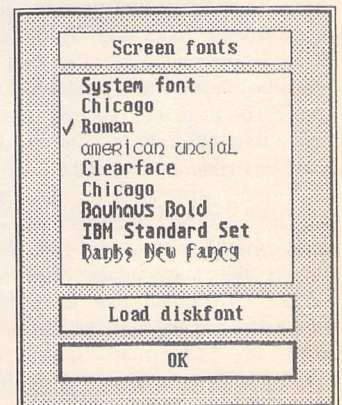 Screen fonts
System font
Chicago
✓ Roman
american uncial
Clearface
Chicago
Bauhaus Bold
IBM Standard Set
Banks New Fancy
Load diskfont
OK